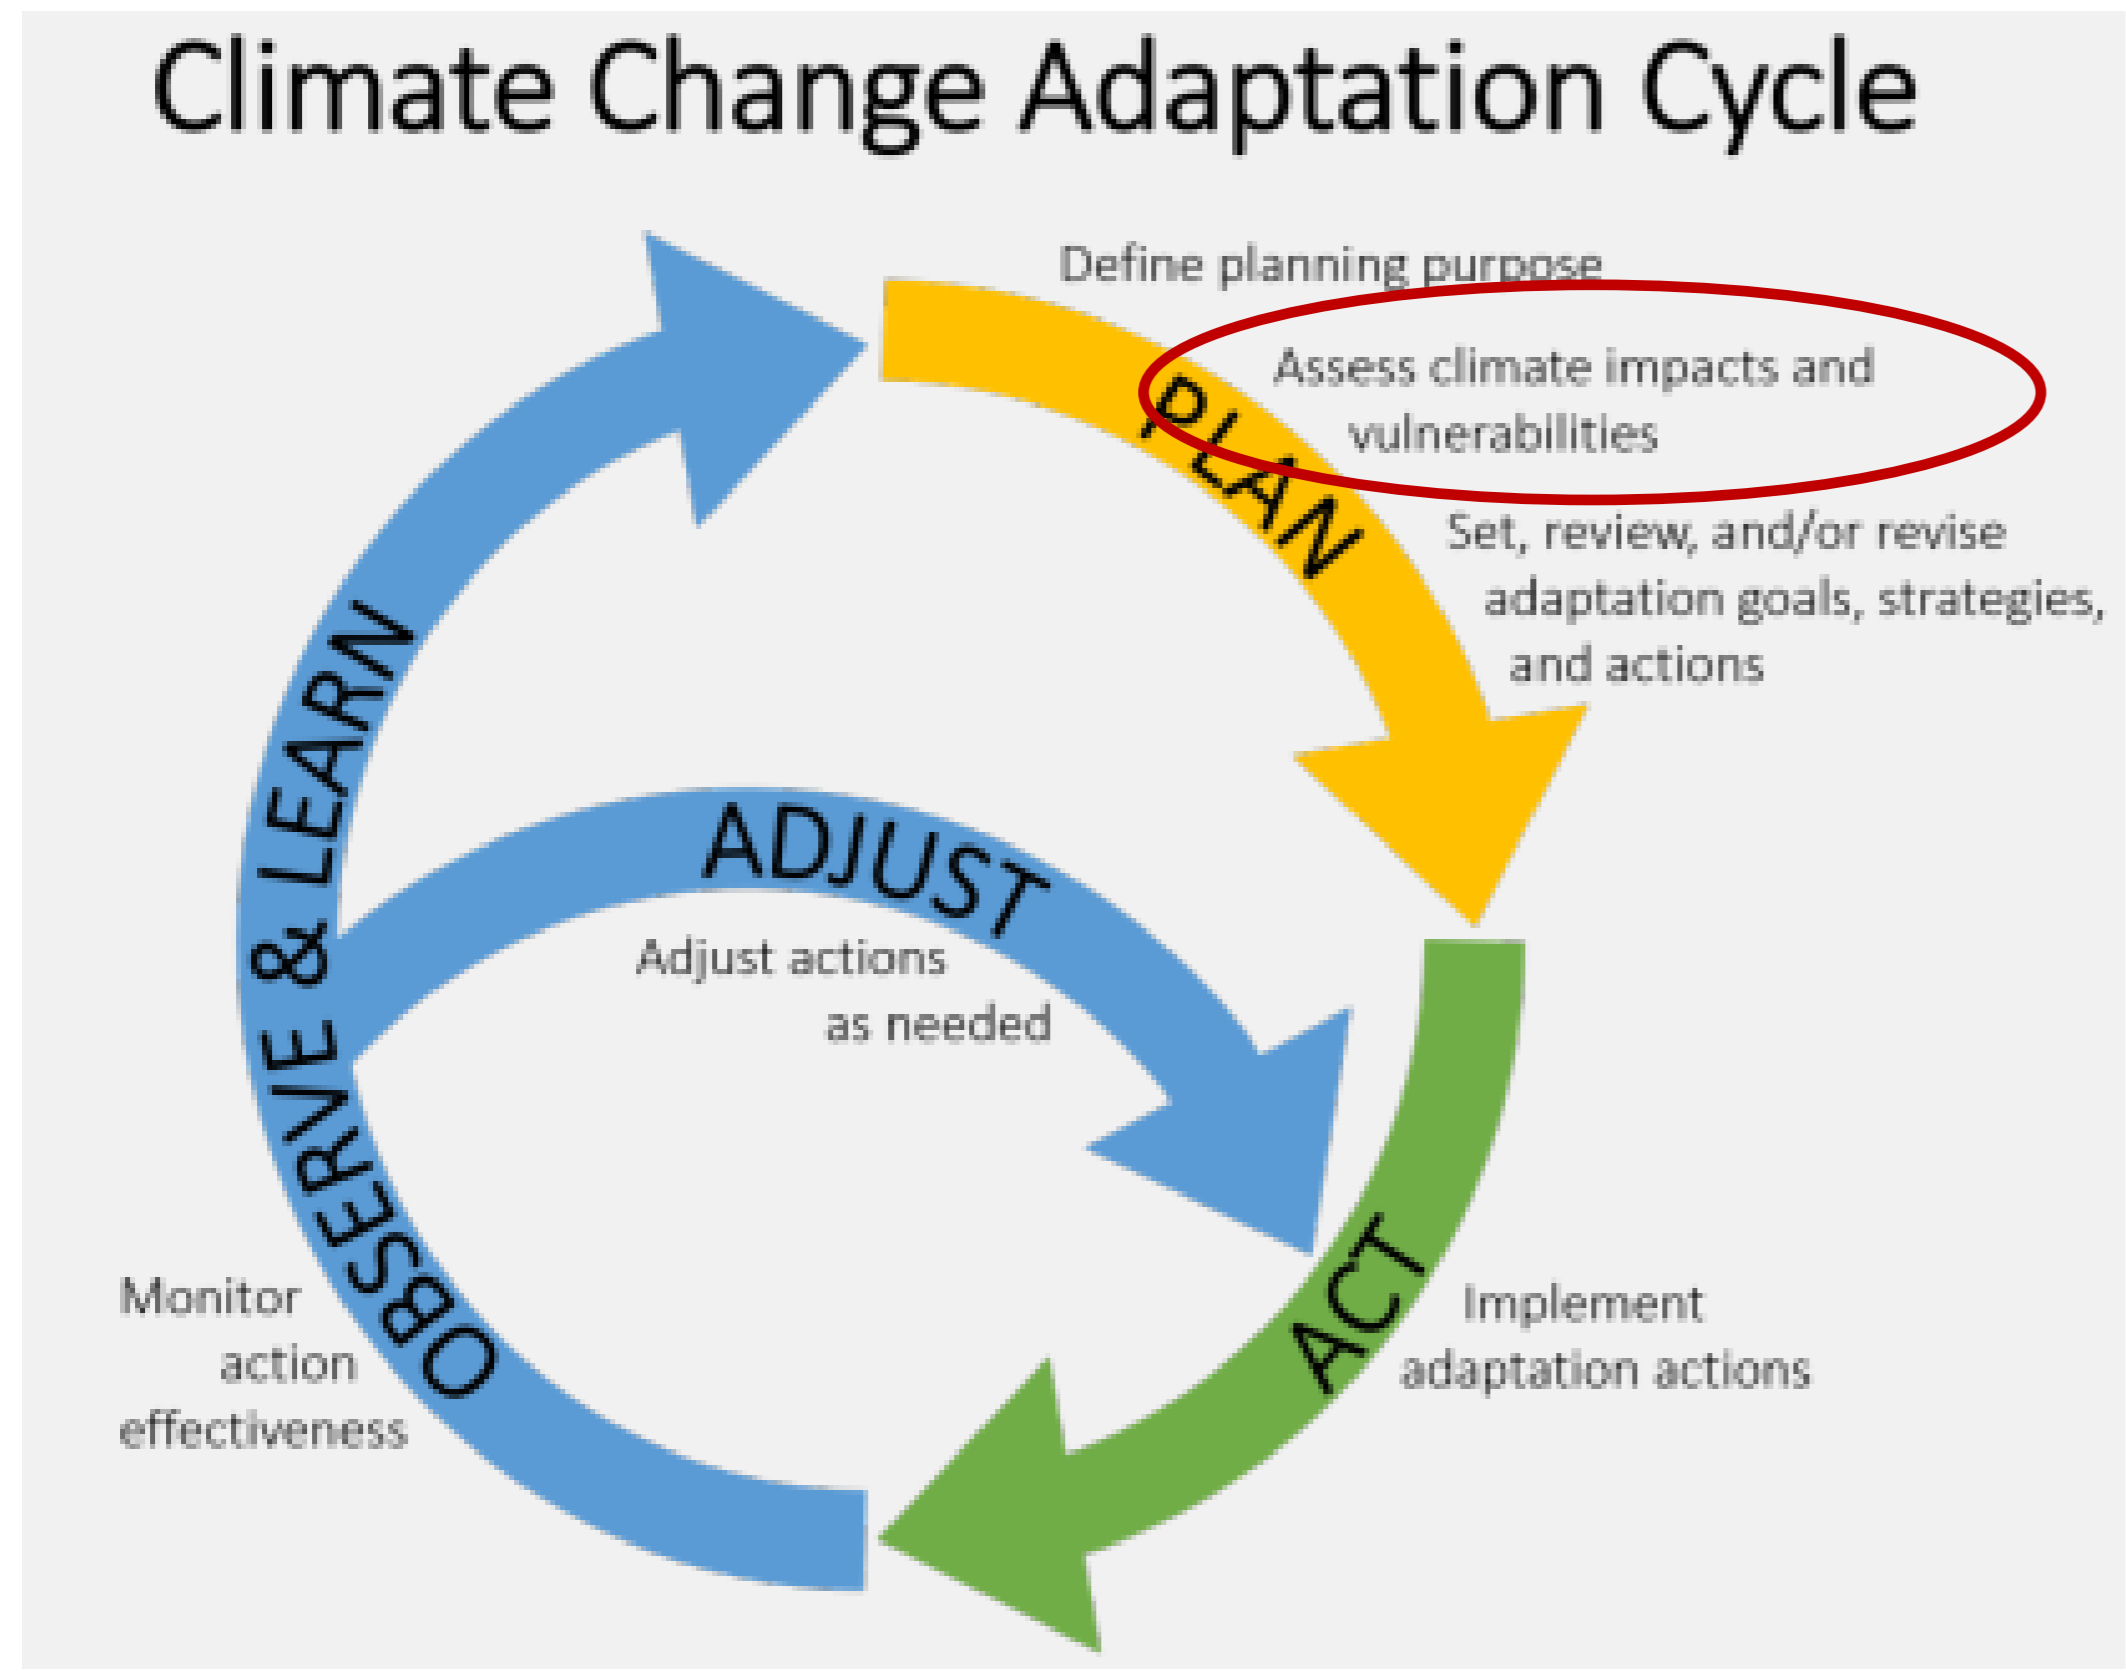 Climate Change Adaptation Cycle
Define planning purpose
Assess climate impacts and
vulnerabilities
PLAN
Set, review, and/or revise
adaptation goals, strategies,
and actions
OBSERVE & LEARN
ADJUST
Adjust actions
as needed
ACT
Implement
adaptation actions
Monitor
action
effectiveness